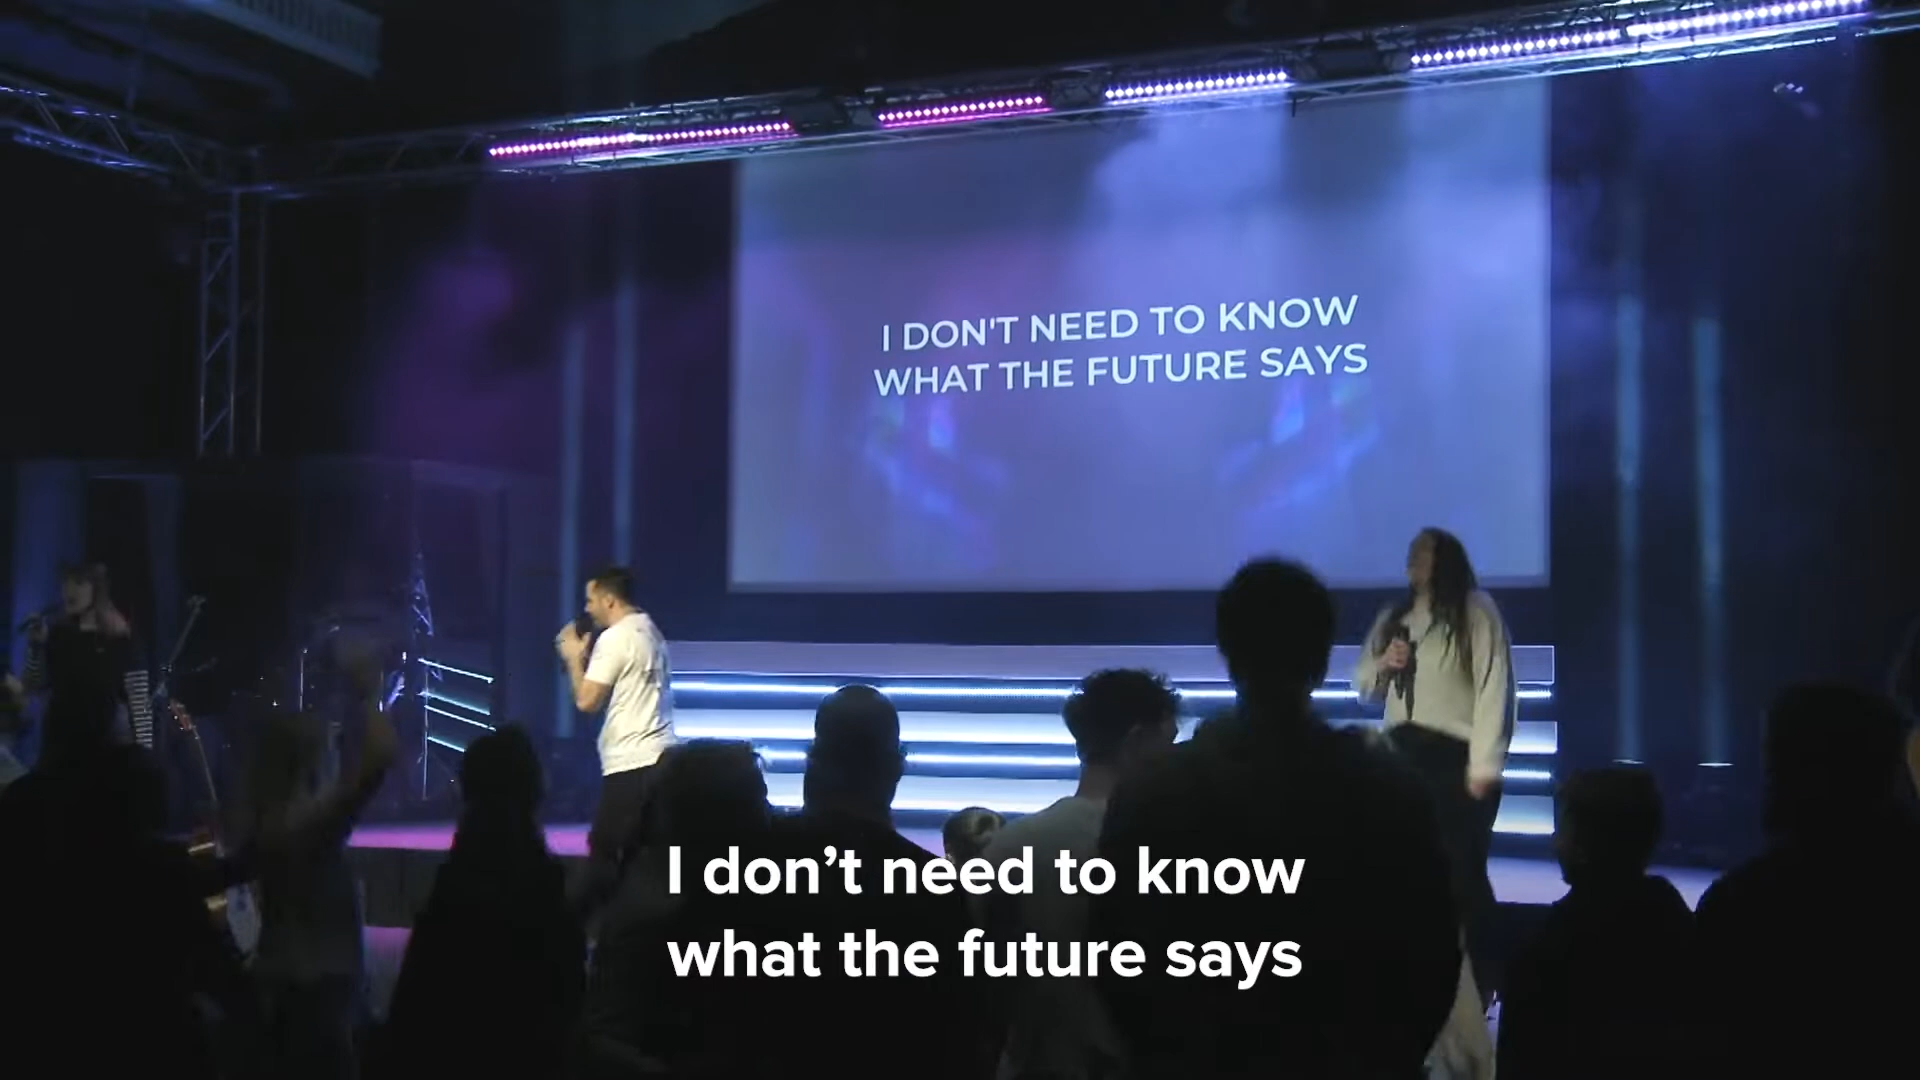 I DON'T NEED TO KNOW
WHAT THE FUTURE SAYS
I don’t need to know
what the future says